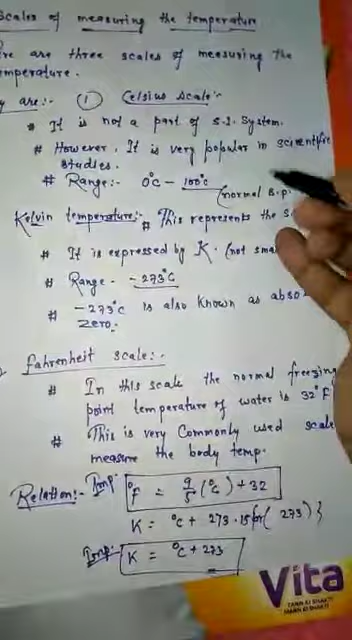 Scales of measuring the temperature
are three scales of measuring the
temperature.
are:- ① Celsius scale:-
# It is not a part of S.I. System.
# However, It is very popular in scientific
studies.
# Range:- 0°C - 100°C
(normal B.p.
Kelvin temperature:- # This represents the S
# It is expressed by K. (not sma
# Range - -273°C
# -273°C is also known as abso
Zero.
Fahrenheit scale:-
# In this scale the normal freezing
point temperature of water is 32°F
# This is very commonly used scale
measure the body temp.
Relation:- Imp °F = 9/5 (°C) + 32
K = °C + 273.15 for (273) }
Imp K = °C + 273
Vita